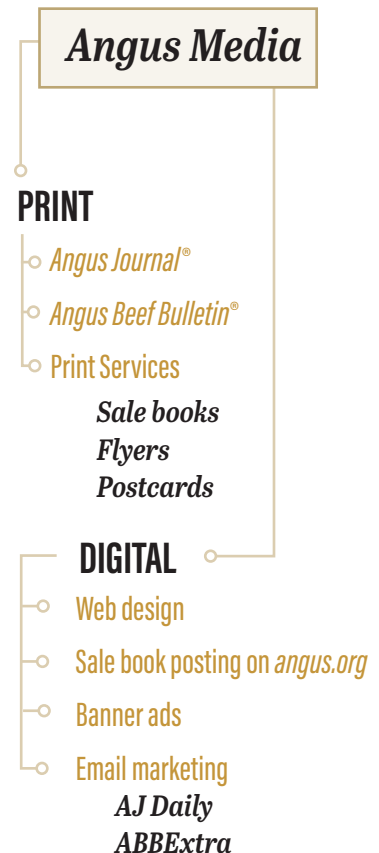 Angus Media
PRINT
Angus Journal®
Angus Beef Bulletin®
Print Services
Sale books
Flyers
Postcards
DIGITAL
Web design
Sale book posting on angus.org
Banner ads
Email marketing
AJ Daily
ABBExtra